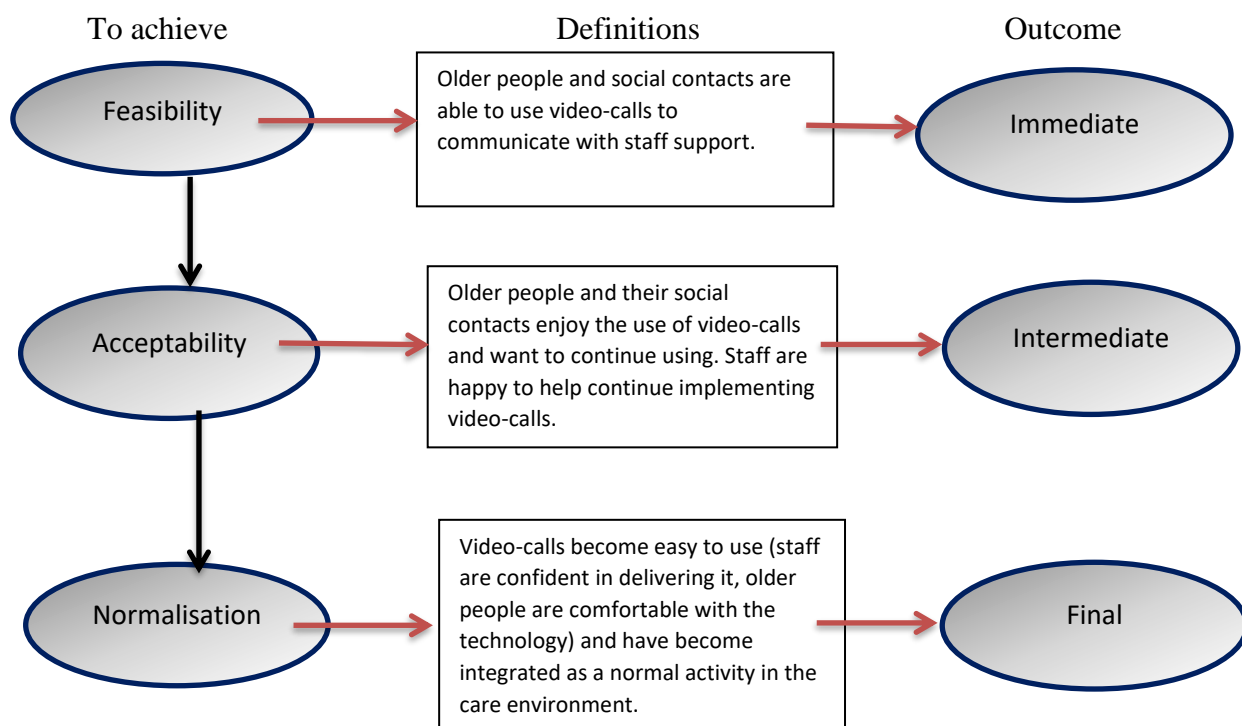 To achieve
Definitions
Outcome
Feasibility
Older people and social contacts are
able to use video-calls to
communicate with staff support.
Immediate
Acceptability
Older people and their social
contacts enjoy the use of video-calls
and want to continue using. Staff are
happy to help continue implementing
video-calls.
Intermediate
Normalisation
Video-calls become easy to use (staff
are confident in delivering it, older
people are comfortable with the
technology) and have become
integrated as a normal activity in the
care environment.
Final